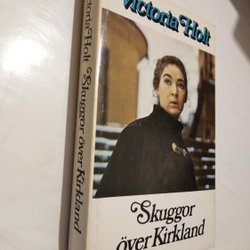 Victoria Holt
Skuggor
över Kirkland
Victoria Holt Skuggor över Kirkland